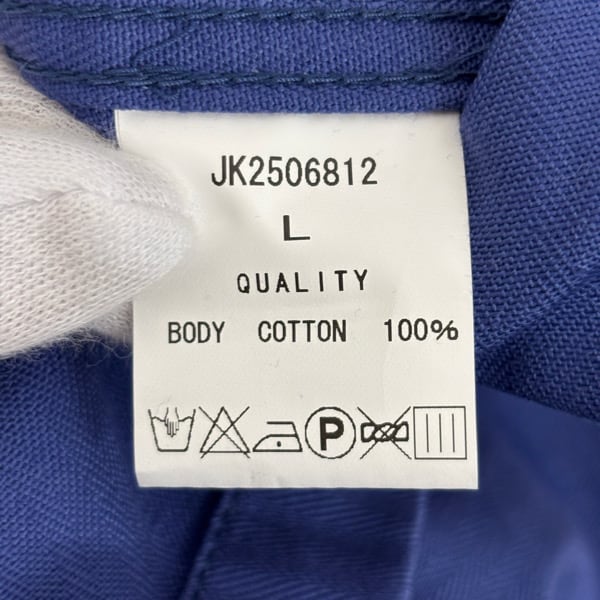 JK2506812
L
QUALITY
BODY COTTON 100%
P